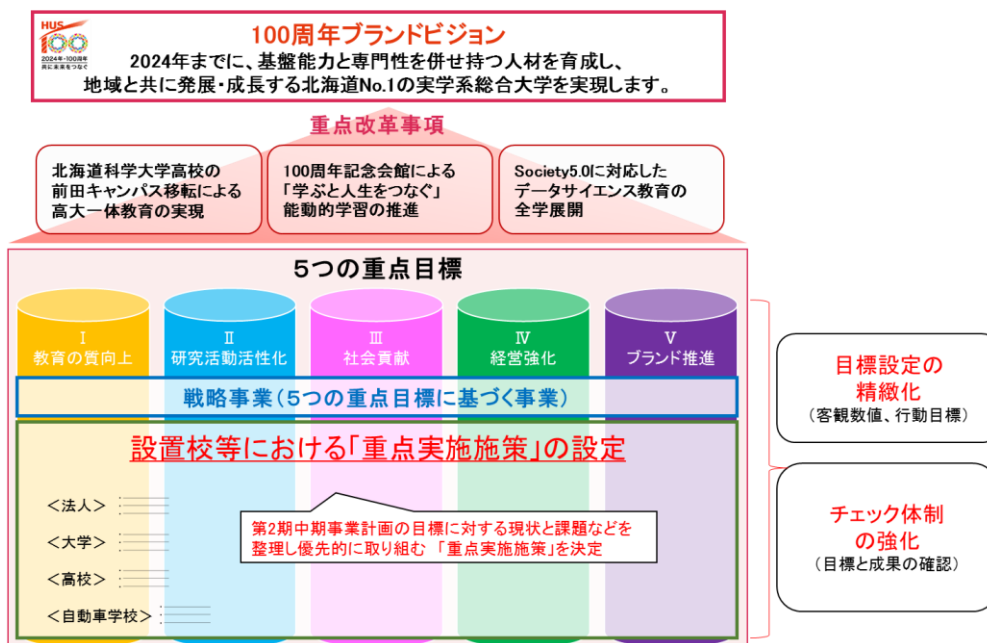 HUS
100
2024年・100周年
共に未来をつなぐ
100周年ブランドビジョン
2024年までに、基盤能力と専門性を併せ持つ人材を育成し、
地域と共に発展・成長する北海道No.1の実学系総合大学を実現します。
重点改革事項
北海道科学大学高校の
前田キャンパス移転による
高大一体教育の実現
100周年記念会館による
「学ぶと人生をつなぐ」
能動的学習の推進
Society5.0に対応した
データサイエンス教育の
全学展開
5つの重点目標
Ⅰ
教育の質向上
Ⅱ
研究活動活性化
Ⅲ
社会貢献
Ⅳ
経営強化
Ⅴ
ブランド推進
戦略事業(5つの重点目標に基づく事業)
設置校等における「重点実施施策」の設定
<法人>
<大学>
<高校>
<自動車学校>
第2期中期事業計画の目標に対する現状と課題などを
整理し優先的に取り組む 「重点実施施策」を決定
目標設定の
精緻化
(客観数値、行動目標)
チェック体制
の強化
(目標と成果の確認)